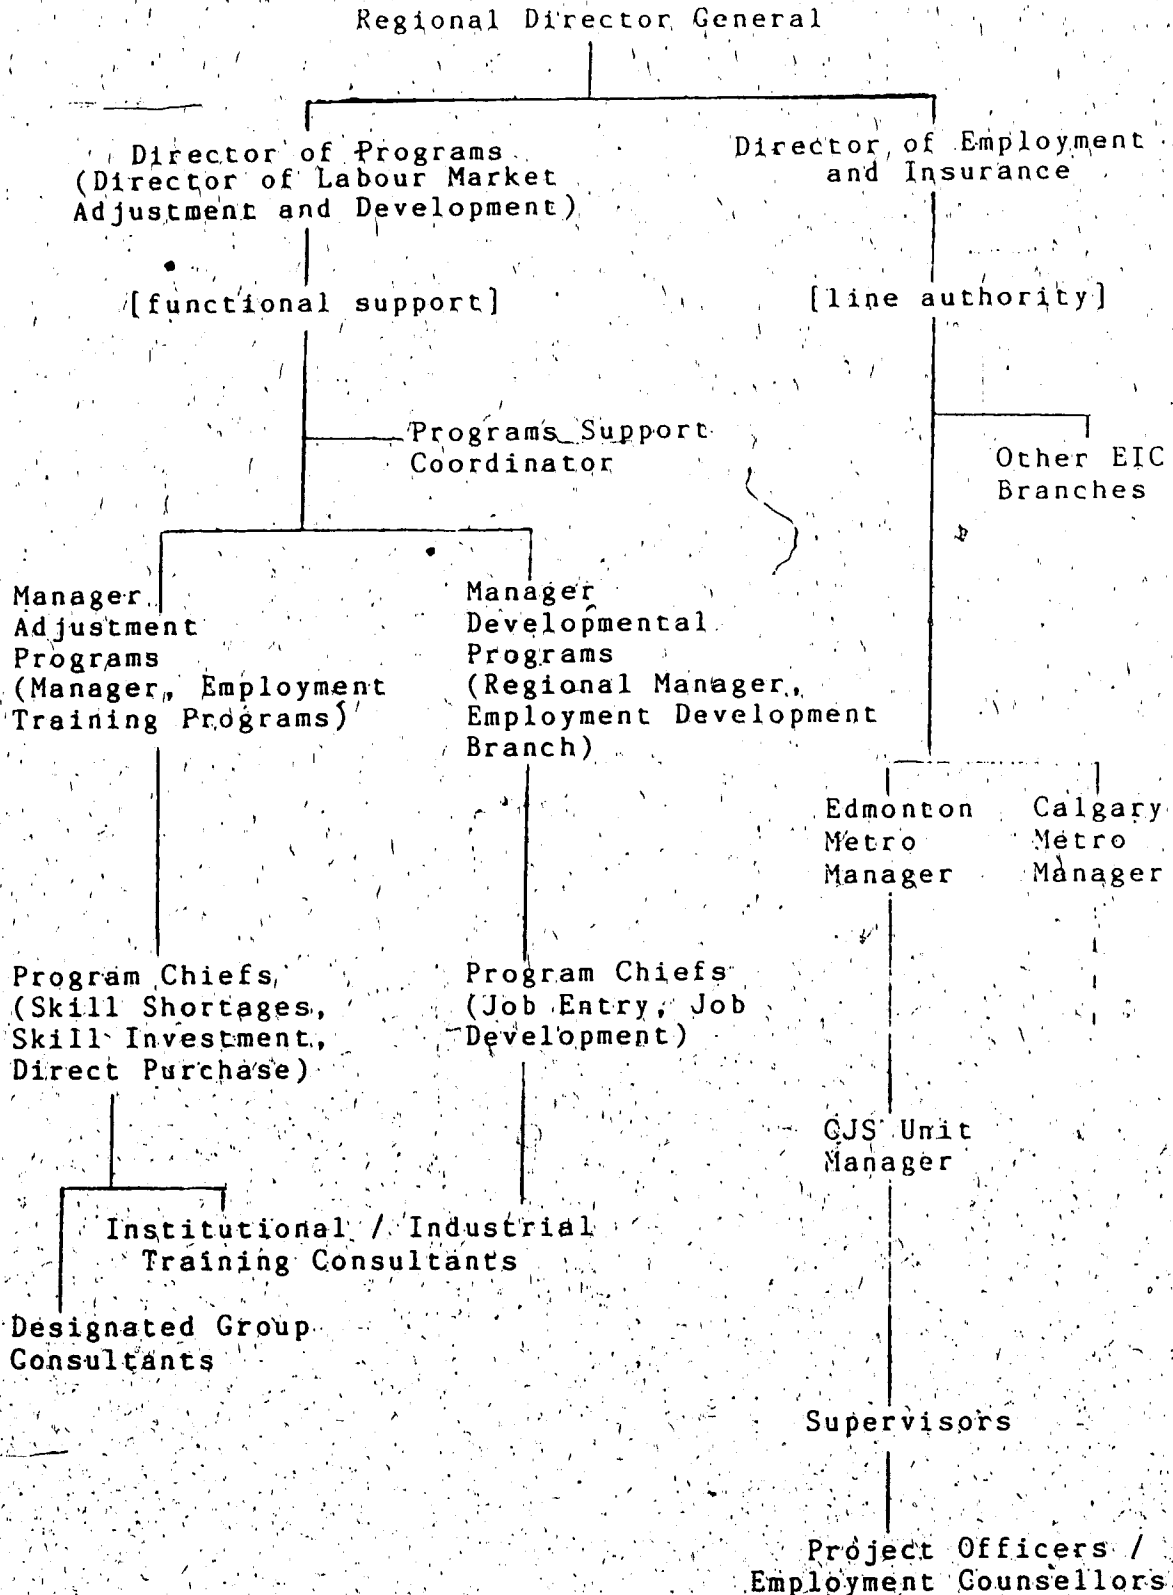 Regional Director General
Director of Programs
(Director of Labour Market
Adjustment and Development)
Director of Employment
and Insurance
[functional support]
[line authority]
Programs Support
Coordinator
Other EIC
Branches
Manager
Adjustment
Programs
(Manager, Employment
Training Programs)
Manager
Developmental
Programs
(Regional Manager,
Employment Development
Branch)
Edmonton
Metro
Manager
Calgary
Metro
Manager
Program Chiefs
(Skill Shortages,
Skill Investment,
Direct Purchase)
Program Chiefs
(Job Entry, Job
Development)
CJS Unit
Manager
Institutional / Industrial
Training Consultants
Designated Group
Consultants
Supervisors
Project Officers /
Employment Counsellors